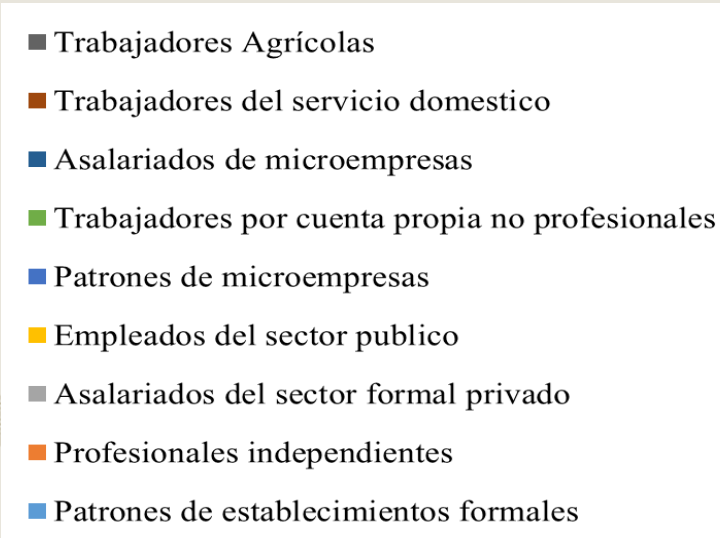 Trabajadores Agrícolas
Trabajadores del servicio domestico
Asalariados de microempresas
Trabajadores por cuenta propia no profesionales
Patrones de microempresas
Empleados del sector publico
Asalariados del sector formal privado
Profesionales independientes
Patrones de establecimientos formales